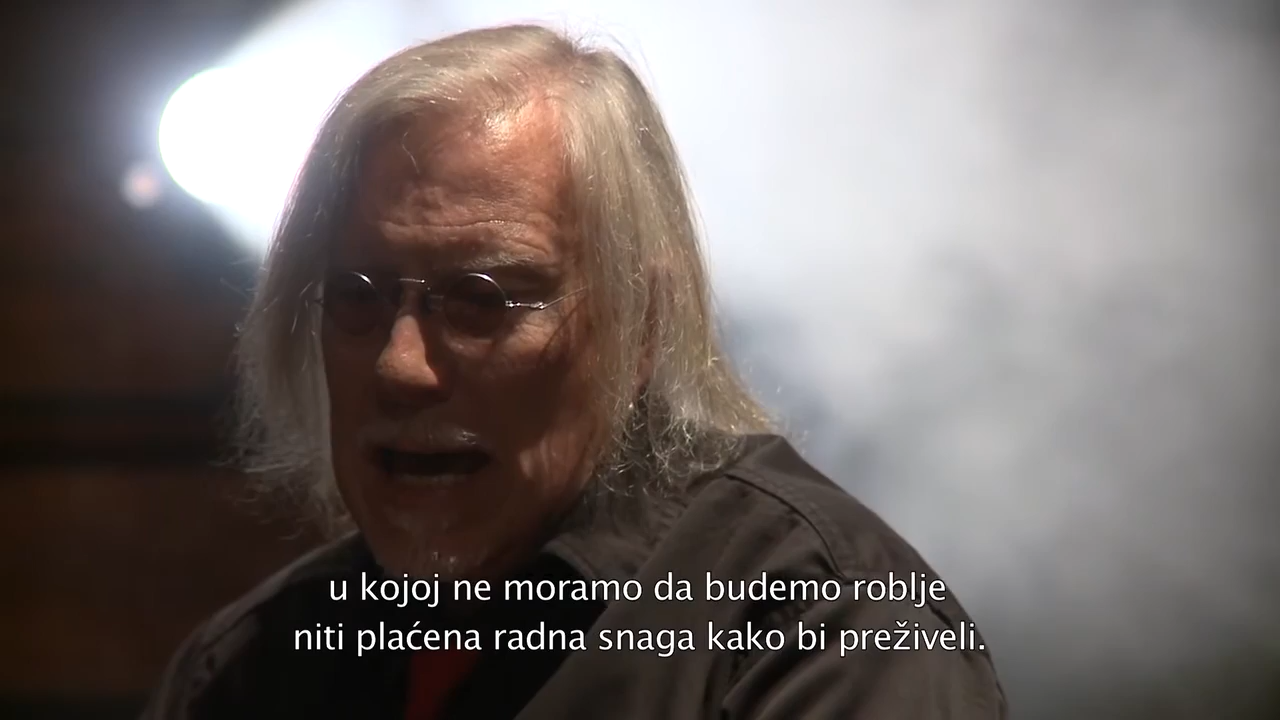 u kojoj ne moramo da budemo roblje
niti plaćena radna snaga kako bi preživeli.